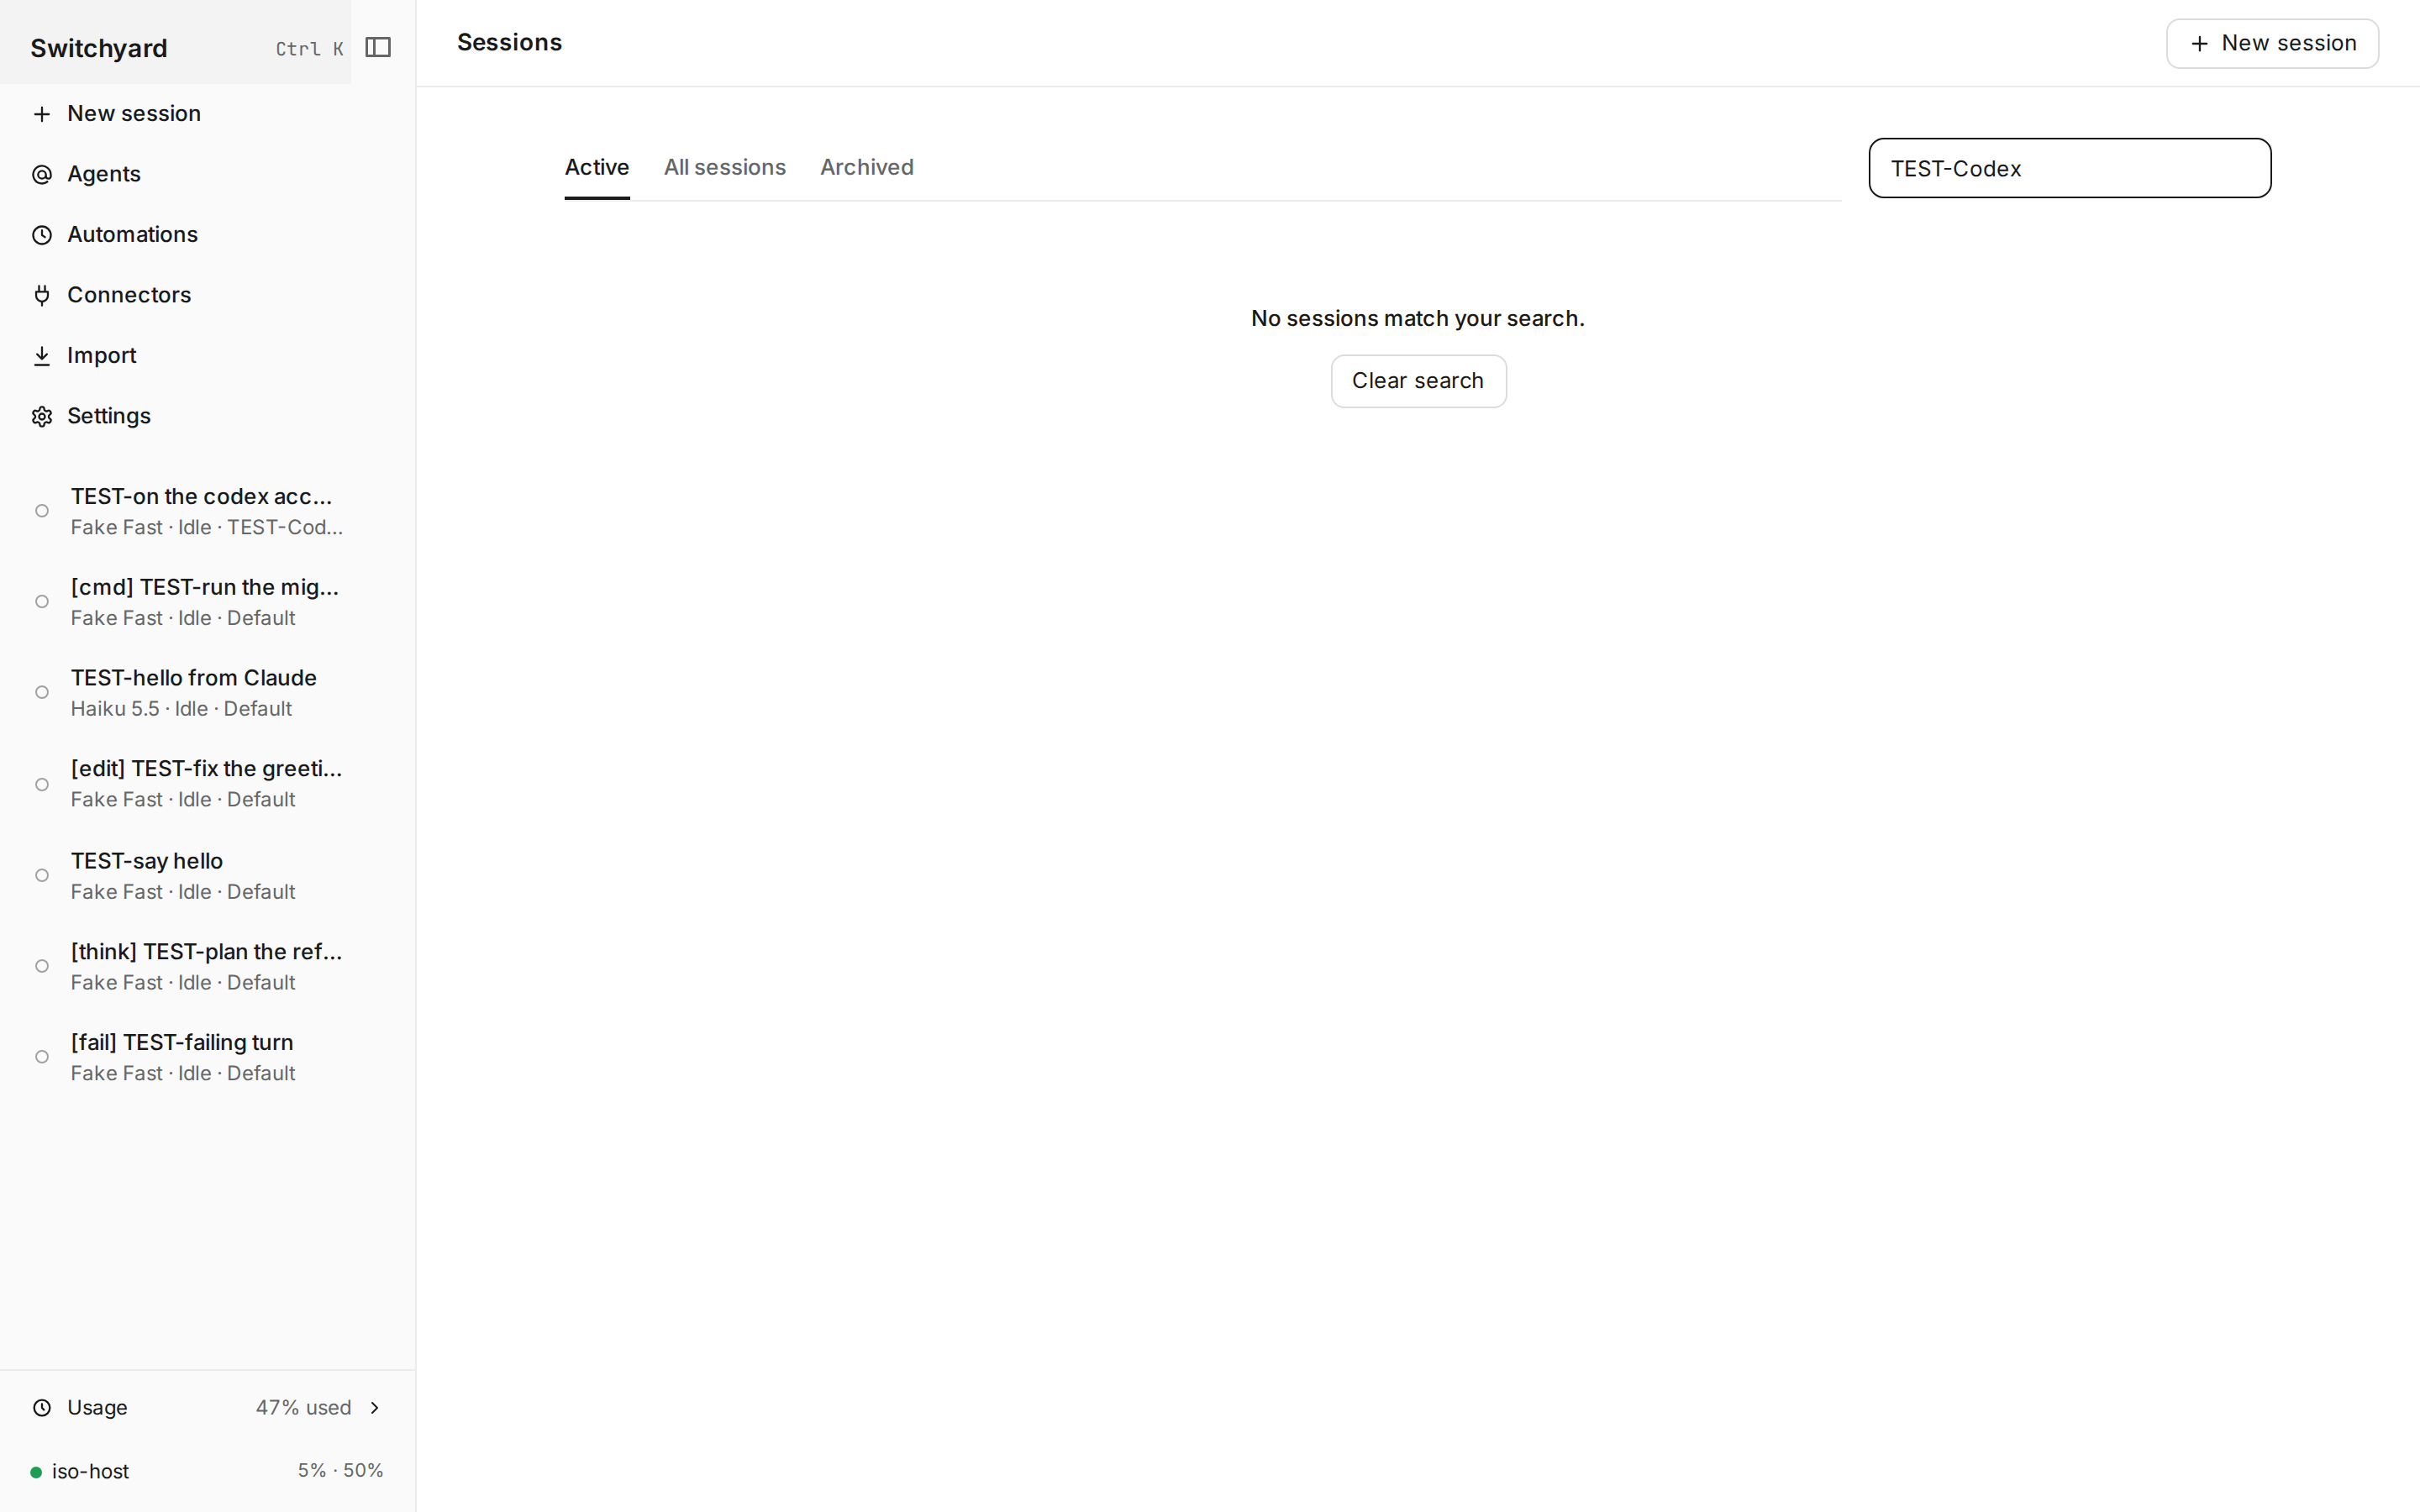 Switchyard
Ctrl K
New session
Agents
Automations
Connectors
Import
Settings
TEST-on the codex acc...
Fake Fast · Idle · TEST-Cod...
[cmd] TEST-run the mig...
Fake Fast · Idle · Default
TEST-hello from Claude
Haiku 5.5 · Idle · Default
[edit] TEST-fix the greeti...
Fake Fast · Idle · Default
TEST-say hello
Fake Fast · Idle · Default
[think] TEST-plan the ref...
Fake Fast · Idle · Default
[fail] TEST-failing turn
Fake Fast · Idle · Default
Usage 47% used
iso-host 5% · 50%
Sessions
New session
Active All sessions Archived
TEST-Codex
No sessions match your search.
Clear search